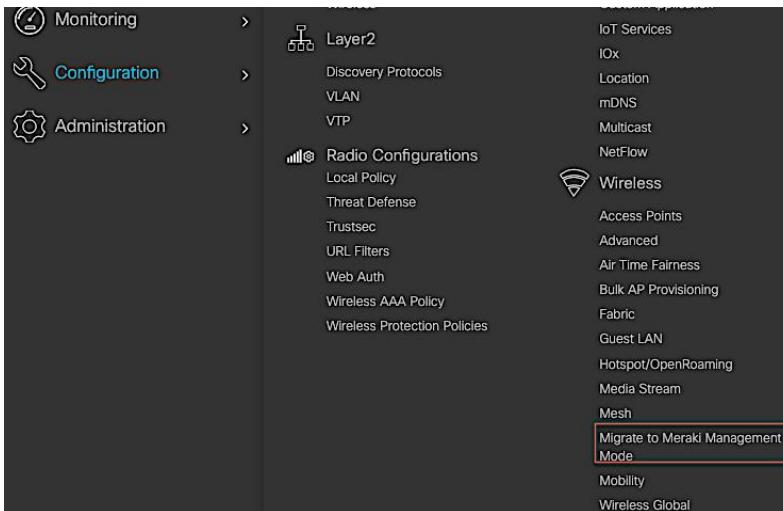 Monitoring
Configuration
Administration
Layer2
Discovery Protocols
VLAN
VTP
Radio Configurations
Local Policy
Threat Defense
Trustsec
URL Filters
Web Auth
Wireless AAA Policy
Wireless Protection Policies
IoT Services
IOx
Location
mDNS
Multicast
NetFlow
Wireless
Access Points
Advanced
Air Time Fairness
Bulk AP Provisioning
Fabric
Guest LAN
Hotspot/OpenRoaming
Media Stream
Mesh
Migrate to Meraki Management
Mode
Mobility
Wireless Global